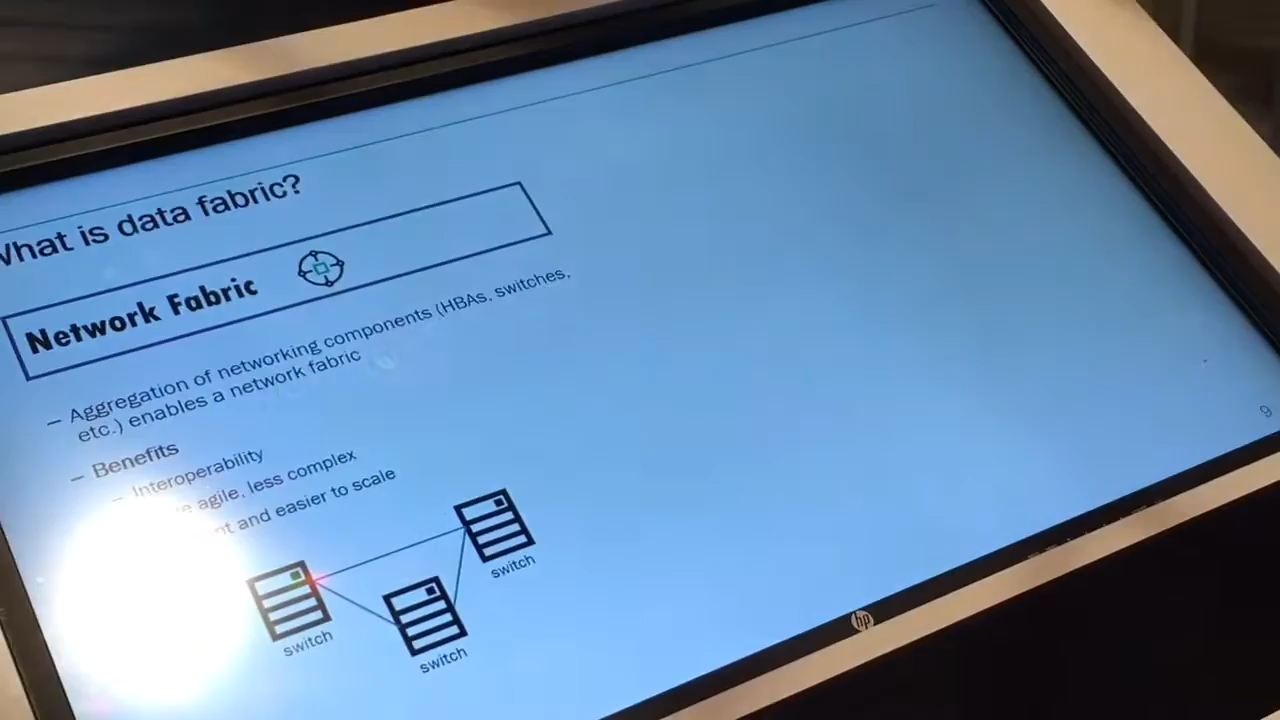 What is data fabric?
Network Fabric
– Aggregation of networking components (HBAs, switches,
etc.) enables a network fabric
– Benefits
– Interoperability
agile, less complex
and easier to scale
switch
switch
switch
9
hp